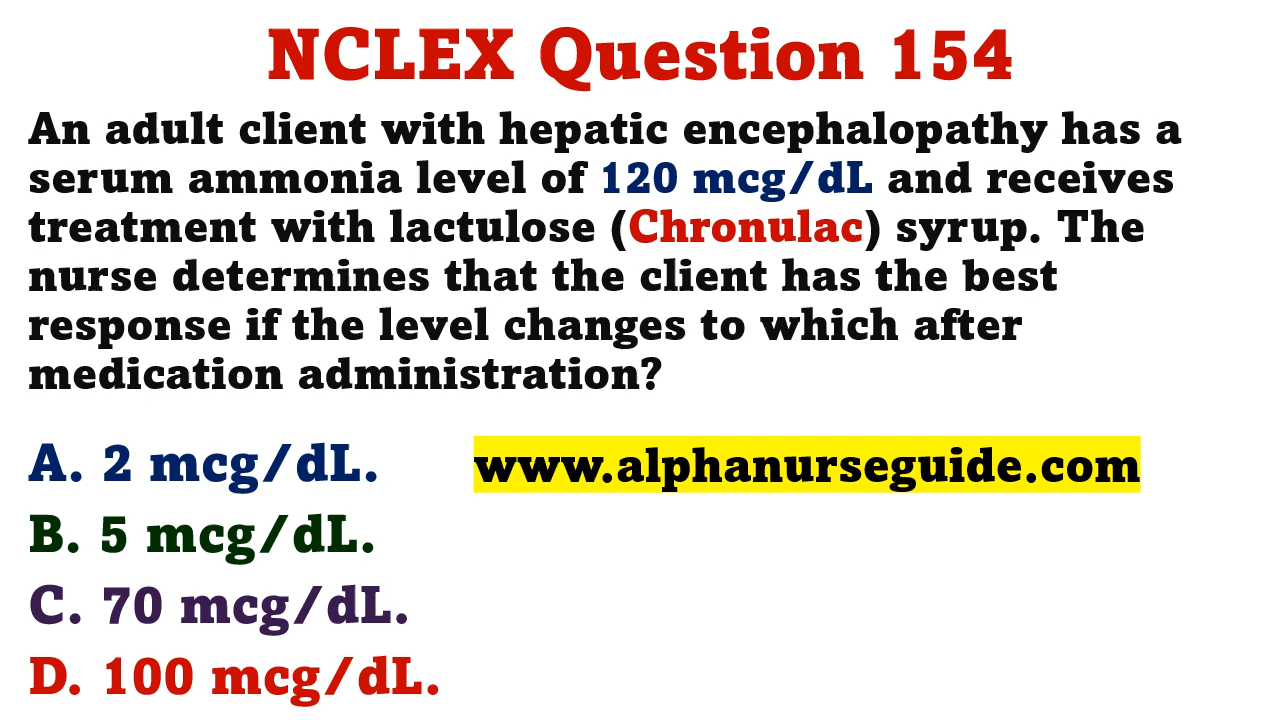 NCLEX Question 154
An adult client with hepatic encephalopathy has a
serum ammonia level of 120 mcg/dL and receives
treatment with lactulose (Chronulac) syrup. The
nurse determines that the client has the best
response if the level changes to which after
medication administration?
A. 2 mcg/dL.
www.alphanurseguide.com
B. 5 mcg/dL.
C. 70 mcg/dL.
D. 100 mcg/dL.